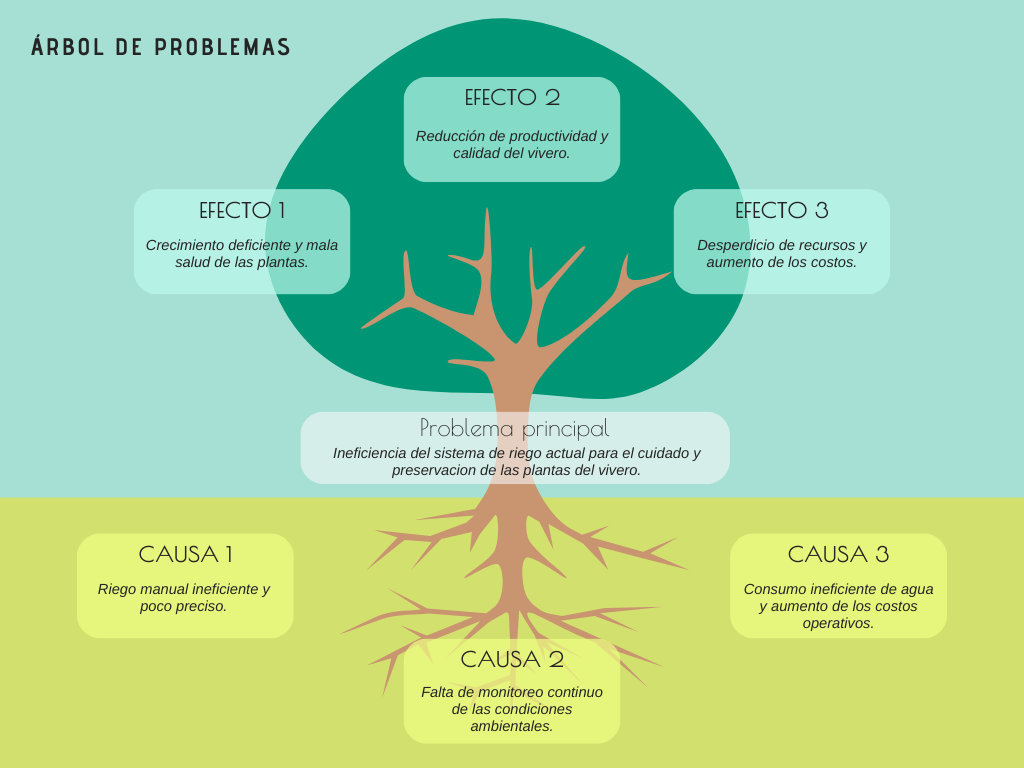 ÁRBOL DE PROBLEMAS
EFECTO 2
Reducción de productividad y
calidad del vivero.
EFECTO 1
Crecimiento deficiente y mala
salud de las plantas.
EFECTO 3
Desperdicio de recursos y
aumento de los costos.
Problema principal
Ineficiencia del sistema de riego actual para el cuidado y
preservacion de las plantas del vivero.
CAUSA 1
Riego manual ineficiente y
poco preciso.
CAUSA 3
Consumo ineficiente de agua
y aumento de los costos
operativos.
CAUSA 2
Falta de monitoreo continuo
de las condiciones
ambientales.